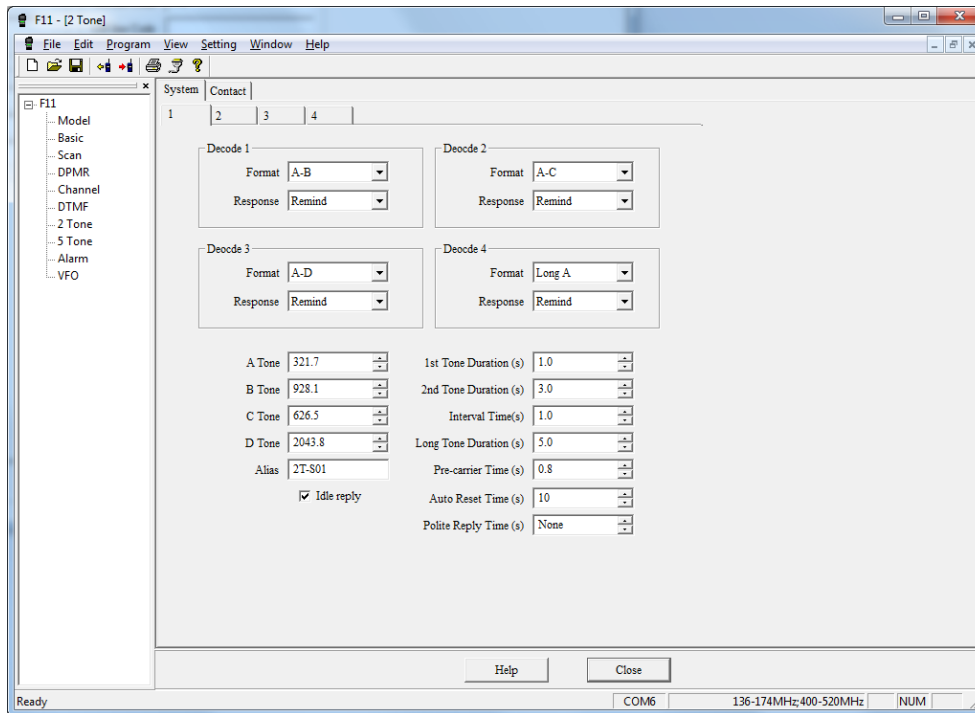 F11 - [2 Tone]
File Edit Program View Setting Window Help
F11
Model
Basic
Scan
DPMR
Channel
DTMF
2 Tone
5 Tone
Alarm
VFO
System Contact
1 2 3 4
Decode 1
Format A-B
Response Remind
Deocde 2
Format A-C
Response Remind
Deocde 3
Format A-D
Response Remind
Deocde 4
Format Long A
Response Remind
A Tone 321.7
B Tone 928.1
C Tone 626.5
D Tone 2043.8
Alias 2T-S01
Idle reply
1st Tone Duration (s) 1.0
2nd Tone Duration (s) 3.0
Interval Time(s) 1.0
Long Tone Duration (s) 5.0
Pre-carrier Time (s) 0.8
Auto Reset Time (s) 10
Polite Reply Time (s) None
Help Close
Ready COM6 136-174MHz;400-520MHz NUM